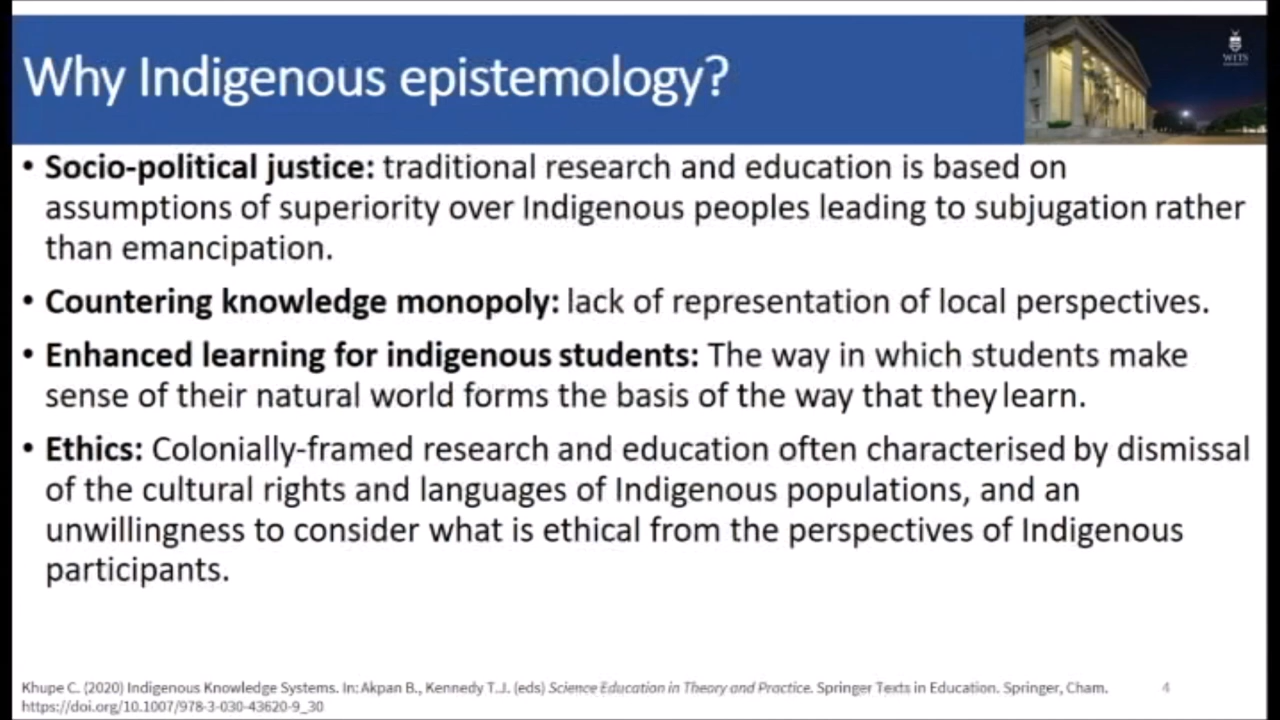 Why Indigenous epistemology?
WITS
UNIVERSITY
• Socio-political justice: traditional research and education is based on
assumptions of superiority over Indigenous peoples leading to subjugation rather
than emancipation.
• Countering knowledge monopoly: lack of representation of local perspectives.
• Enhanced learning for indigenous students: The way in which students make
sense of their natural world forms the basis of the way that they learn.
• Ethics: Colonially-framed research and education often characterised by dismissal
of the cultural rights and languages of Indigenous populations, and an
unwillingness to consider what is ethical from the perspectives of Indigenous
participants.
Khupe C. (2020) Indigenous Knowledge Systems. In: Akpan B., Kennedy T.J. (eds) Science Education in Theory and Practice. Springer Texts in Education. Springer, Cham.
https://doi.org/10.1007/978-3-030-43620-9_30
4